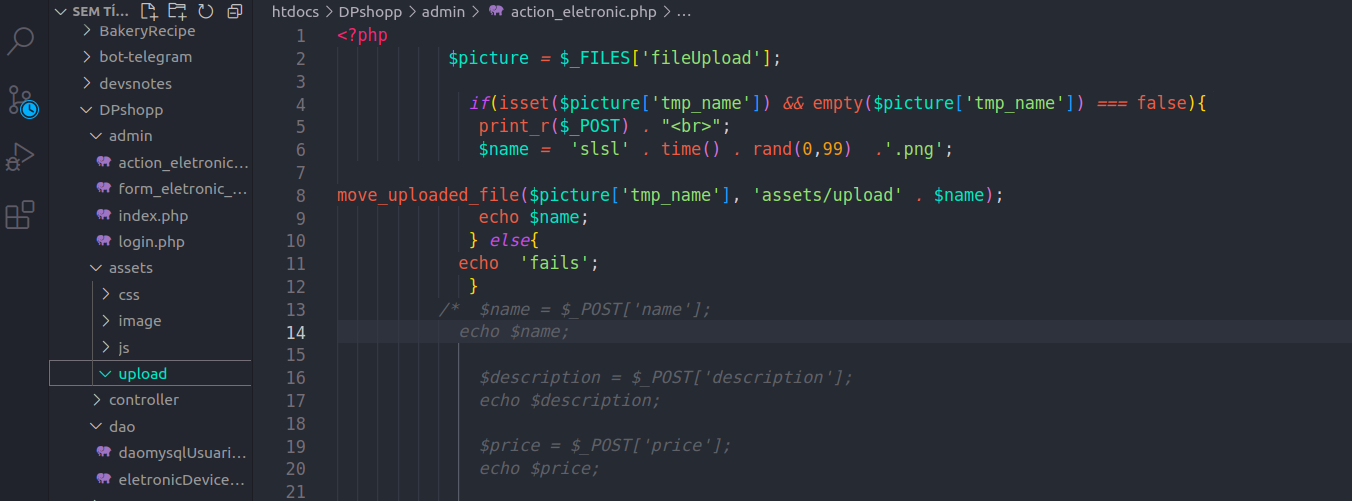 SEM TÍ...
BakeryRecipe
bot-telegram
devsnotes
DPshopp
admin
action_eletronic...
form_eletronic_...
index.php
login.php
assets
css
image
js
upload
controller
dao
daomysqlUsuari...
eletronicDevice...
htdocs > DPshopp > admin > action_eletronic.php > ...
1 <?php
2 $picture = $_FILES['fileUpload'];
3
4 if(isset($picture['tmp_name']) && empty($picture['tmp_name']) === false){
5 print_r($_POST) . "<br>";
6 $name =  'slsl' . time() . rand(0,99)  .'.png';
7
8 move_uploaded_file($picture['tmp_name'], 'assets/upload' . $name);
9 echo $name;
10 } else{
11 echo  'fails';
12 }
13 /*  $name = $_POST['name'];
14 echo $name;
15
16 $description = $_POST['description'];
17 echo $description;
18
19 $price = $_POST['price'];
20 echo $price;
21